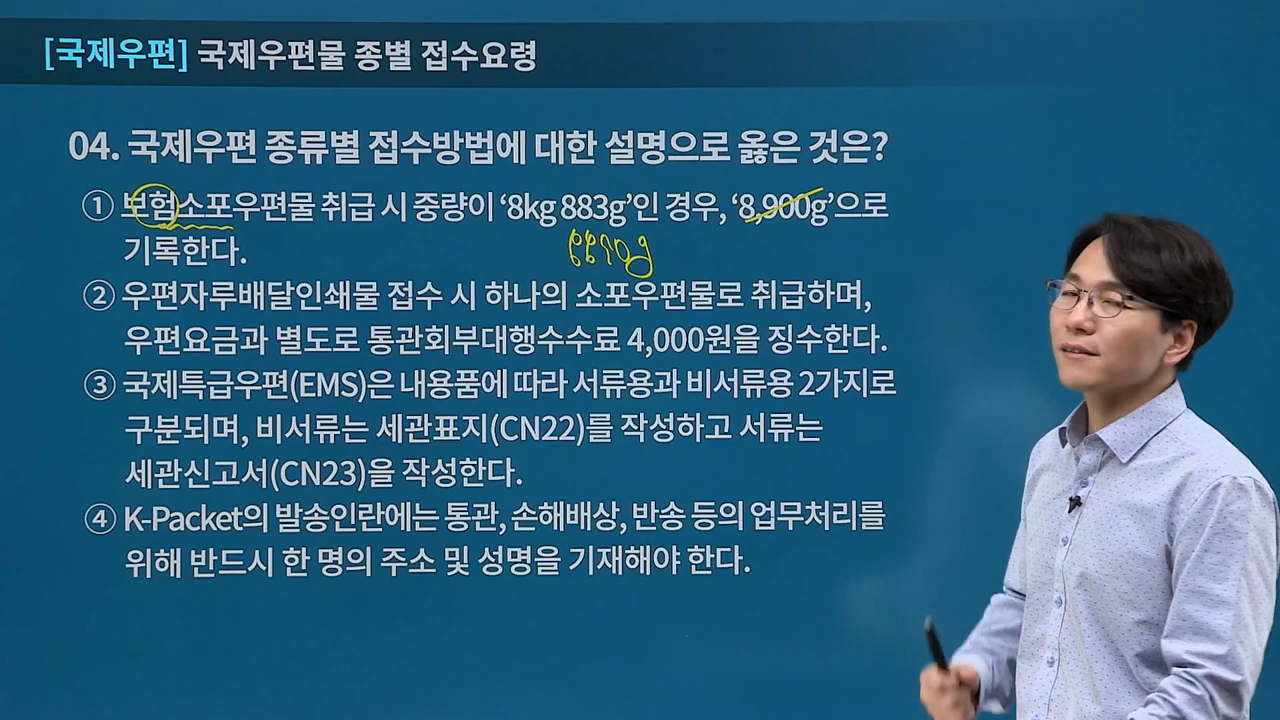 [국제우편] 국제우편물 종별 접수요령
04. 국제우편 종류별 접수방법에 대한 설명으로 옳은 것은?
① 보험소포우편물 취급 시 중량이 ‘8kg 883g’인 경우, ‘8,900g’으로
기록한다.
8890g
② 우편자루배달인쇄물 접수 시 하나의 소포우편물로 취급하며,
우편요금과 별도로 통관회부대행수수료 4,000원을 징수한다.
③ 국제특급우편(EMS)은 내용품에 따라 서류용과 비서류용 2가지로
구분되며, 비서류는 세관표지(CN22)를 작성하고 서류는
세관신고서(CN23)을 작성한다.
④ K-Packet의 발송인란에는 통관, 손해배상, 반송 등의 업무처리를
위해 반드시 한 명의 주소 및 성명을 기재해야 한다.